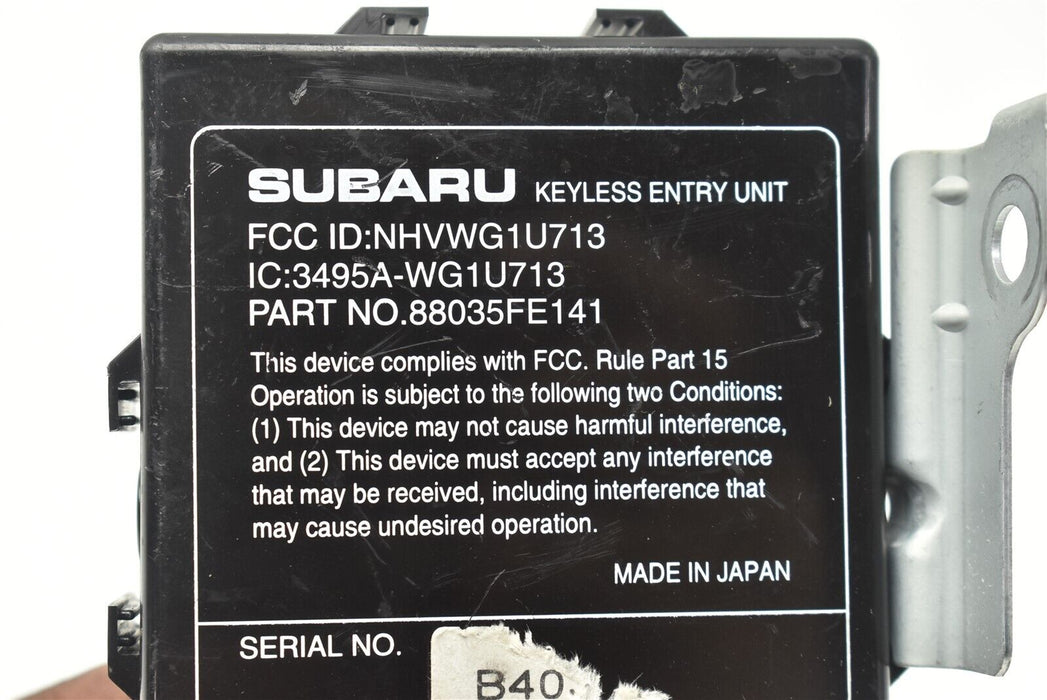 SUBARU KEYLESS ENTRY UNIT
FCC ID:NHVWG1U713
IC:3495A-WG1U713
PART NO.88035FE141
This device complies with FCC. Rule Part 15
Operation is subject to the following two Conditions:
(1) This device may not cause harmful interference,
and (2) This device must accept any interference
that may be received, including interference that
may cause undesired operation.
MADE IN JAPAN
SERIAL NO.
B40.